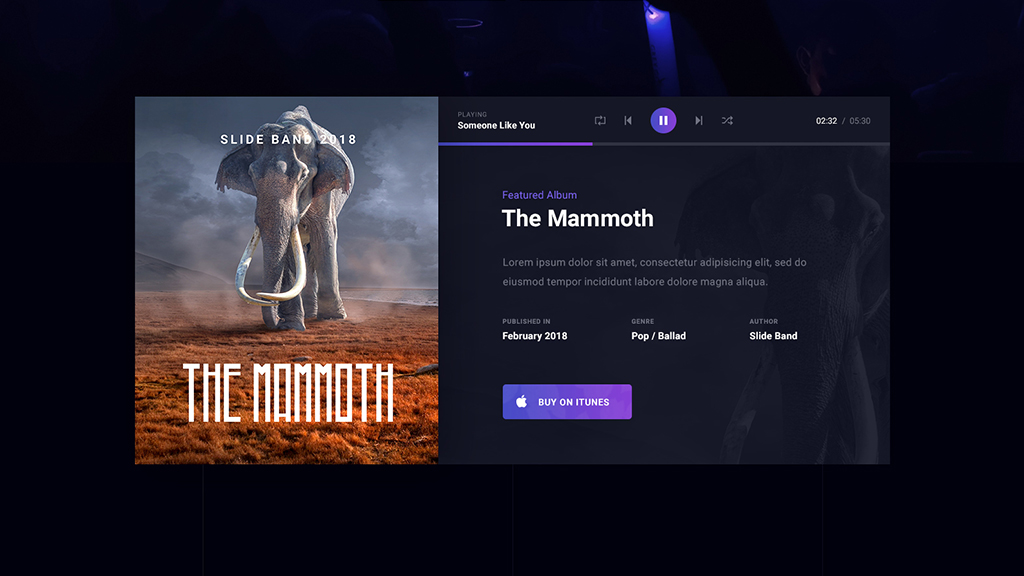 SLIDE BAND 2018
THE MAMMOTH
PLAYING
Someone Like You
02:32 / 05:30
Featured Album
The Mammoth
Lorem ipsum dolor sit amet, consectetur adipisicing elit, sed do
eiusmod tempor incididunt labore dolore magna aliqua.
PUBLISHED IN
February 2018
GENRE
Pop / Ballad
AUTHOR
Slide Band
BUY ON ITUNES